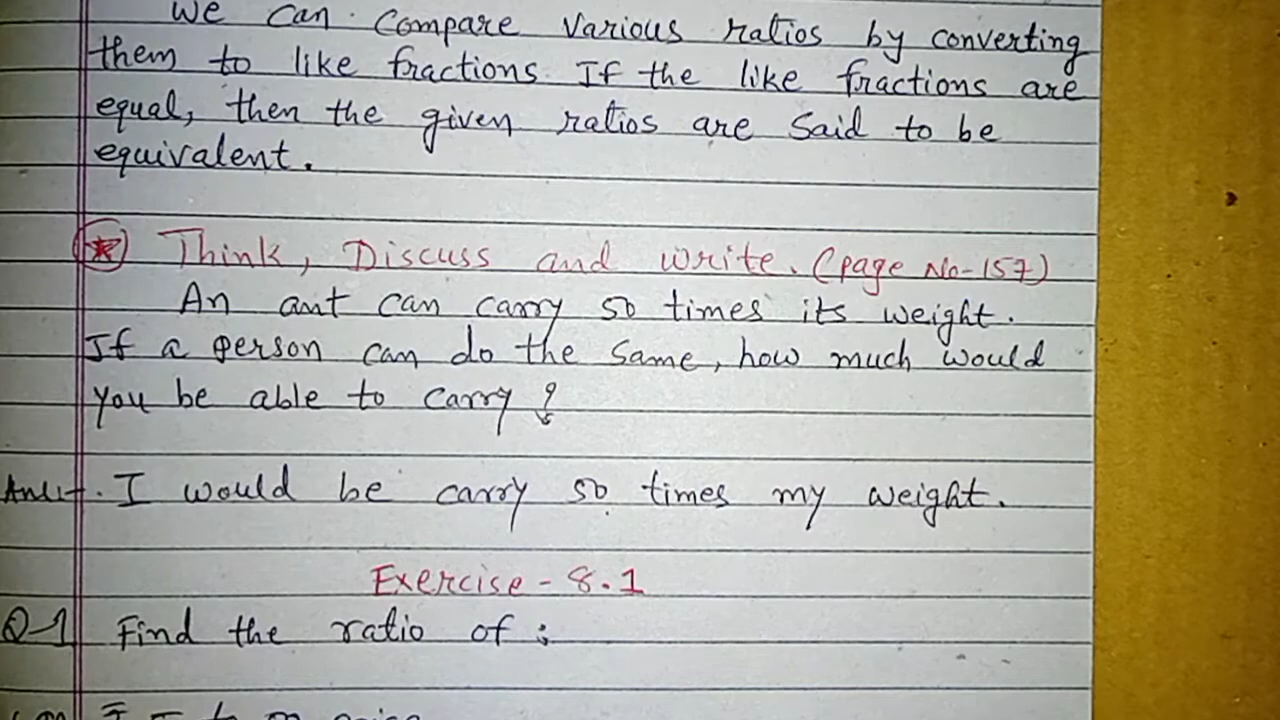 We can compare various ratios by converting
them to like fractions. If the like fractions are
equal, then the given ratios are said to be
equivalent.
Think, Discuss and write. (page No-157)
An ant can carry 50 times its weight.
If a person can do the same, how much would
you be able to carry?
Ans:-. I would be carry 50 times my weight.
Exercise - 8.1
Q-1 Find the ratio of :